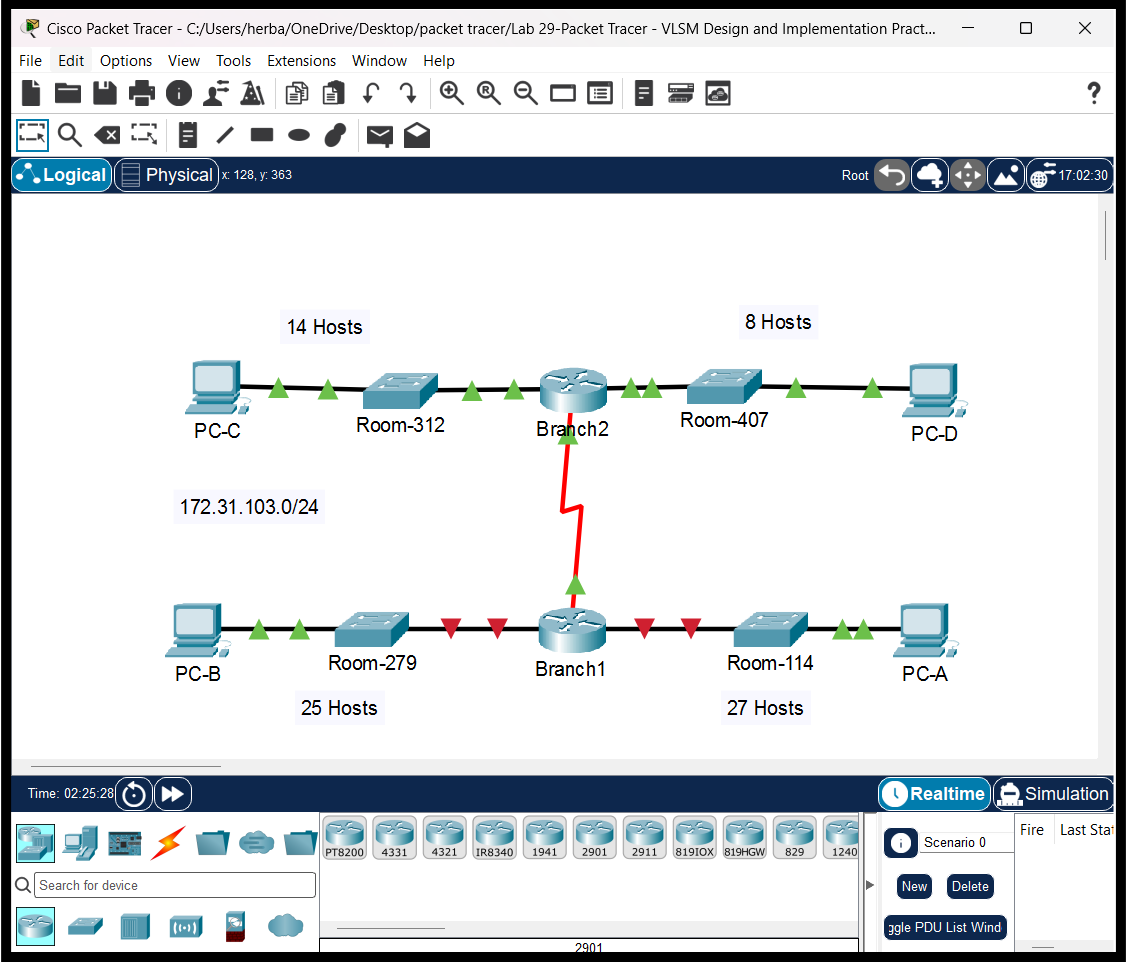 Cisco Packet Tracer - C:/Users/herba/OneDrive/Desktop/packet tracer/Lab 29-Packet Tracer - VLSM Design and Implementation Pract...
File Edit Options View Tools Extensions Window Help
Logical Physical x: 128, y: 363 Root 17:02:30
14 Hosts
8 Hosts
PC-C
Room-312
Branch2
Room-407
PC-D
172.31.103.0/24
PC-B
Room-279
Branch1
Room-114
PC-A
25 Hosts
27 Hosts
Time: 02:25:28 Realtime Simulation
PT8200 4331 4321 IR8340 1941 2901 2911 819IOX 819HGW 829 1240
Scenario 0
Fire Last Stat
Search for device
New Delete
ggle PDU List Wind
2901